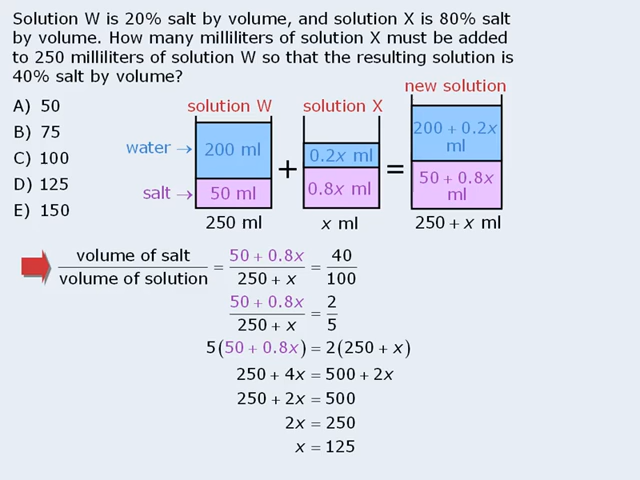 Solution W is 20% salt by volume, and solution X is 80% salt
by volume. How many milliliters of solution X must be added
to 250 milliliters of solution W so that the resulting solution is
40% salt by volume?
A) 50
B) 75
C) 100
D) 125
E) 150
solution W
solution X
new solution
water →
salt →
200 ml
50 ml
250 ml
+
0.2x ml
0.8x ml
x ml
=
200 + 0.2x
ml
50 + 0.8x
ml
250 + x ml
volume of salt / volume of solution = 50 + 0.8x / 250 + x = 40 / 100
50 + 0.8x / 250 + x = 2 / 5
5(50 + 0.8x) = 2(250 + x)
250 + 4x = 500 + 2x
250 + 2x = 500
2x = 250
x = 125